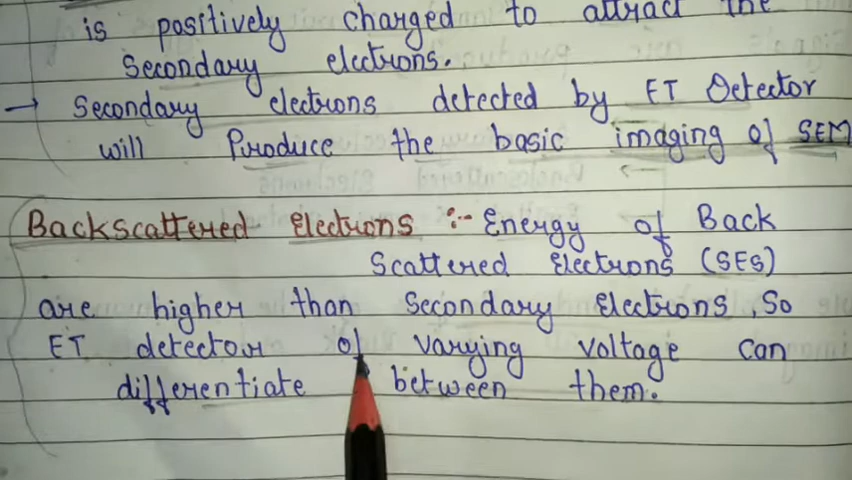 is positively charged to attract the
Secondary electrons.
→ Secondary electrons detected by ET Detector
will Produce the basic imaging of SEM
Backscattered Electrons :- Energy of Back
Scattered Electrons (SES)
are higher than Secondary Electrons, So
ET detector of varying voltage can
differentiate between them.